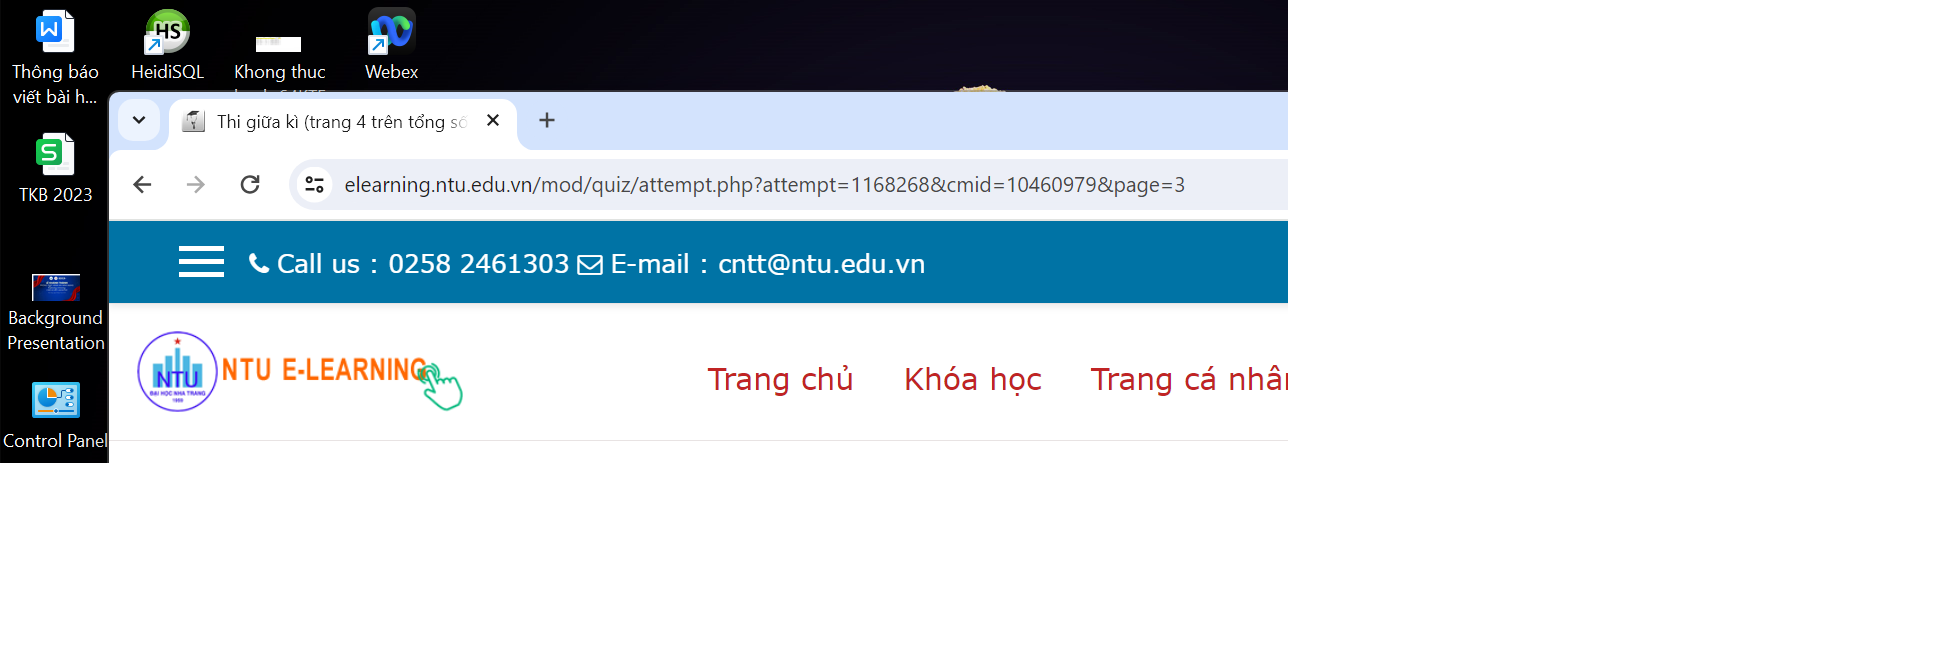 Thông báo
viết bài h...
HeidiSQL
Khong thuc
Webex
TKB 2023
Background
Presentation
Control Panel
Thi giữa kì (trang 4 trên tổng số
elearning.ntu.edu.vn/mod/quiz/attempt.php?attempt=1168268&cmid=10460979&page=3
Call us : 0258 2461303 E-mail : cntt@ntu.edu.vn
NTU
ĐẠI HỌC NHA TRANG
1959
NTU E-LEARNING
Trang chủ Khóa học Trang cá nhân